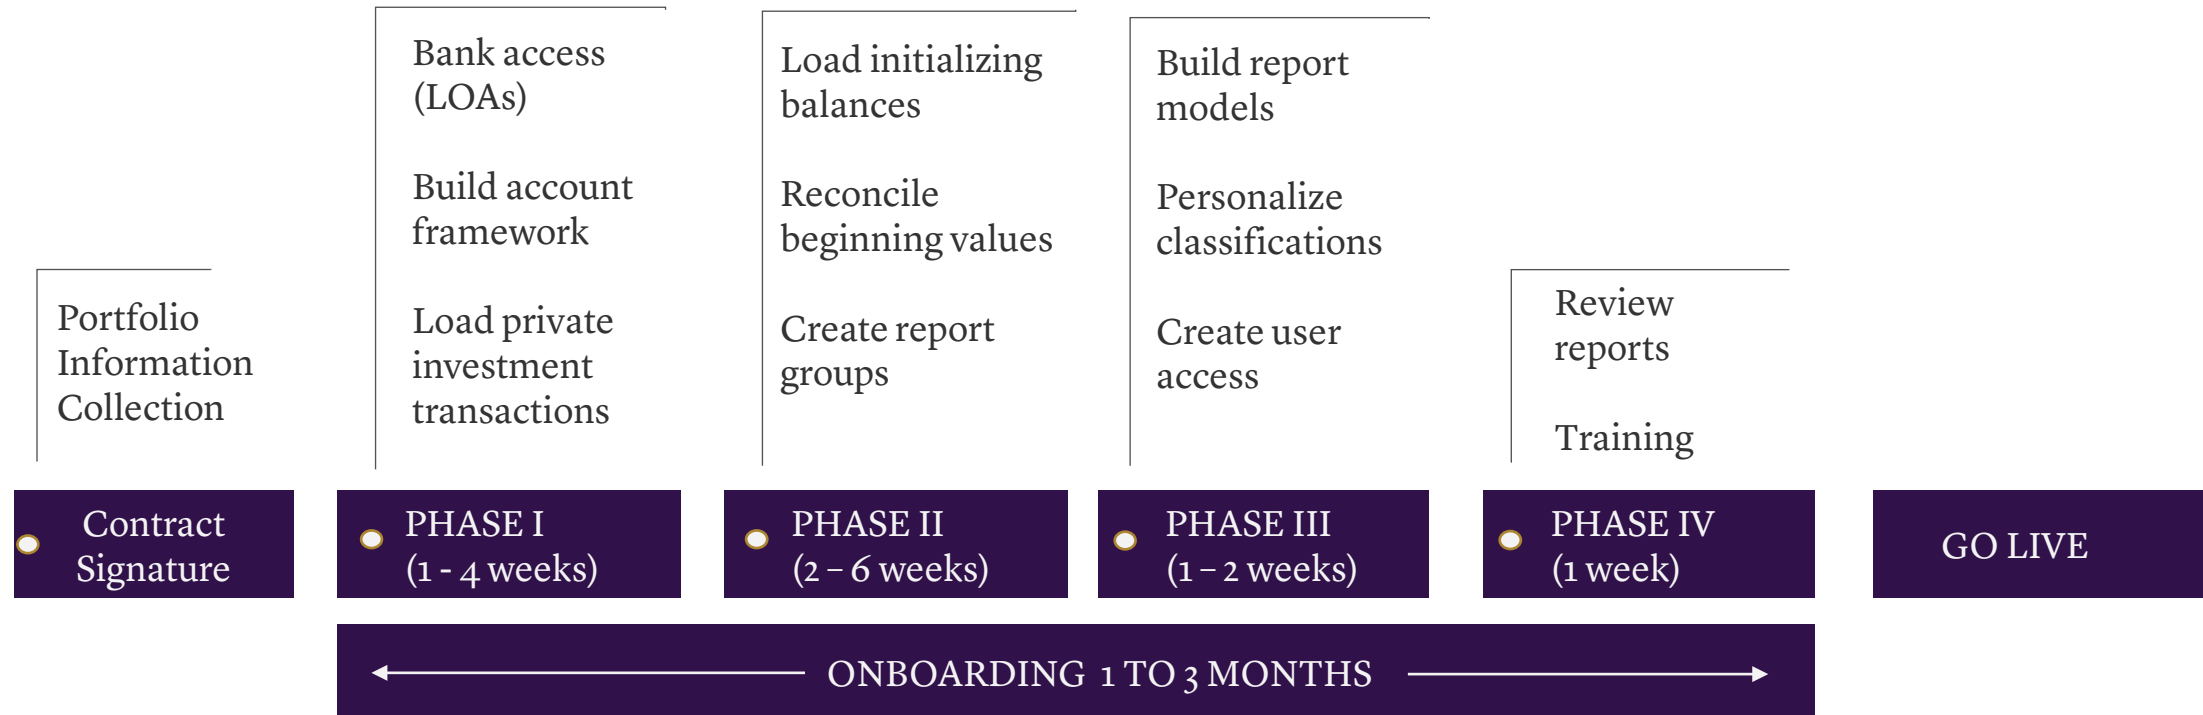 Portfolio
Information
Collection
Contract
Signature
Bank access
(LOAs)
Build account
framework
Load private
investment
transactions
PHASE I
(1 - 4 weeks)
Load initializing
balances
Reconcile
beginning values
Create report
groups
PHASE II
(2 – 6 weeks)
Build report
models
Personalize
classifications
Create user
access
PHASE III
(1 – 2 weeks)
Review
reports
Training
PHASE IV
(1 week)
GO LIVE
ONBOARDING 1 TO 3 MONTHS